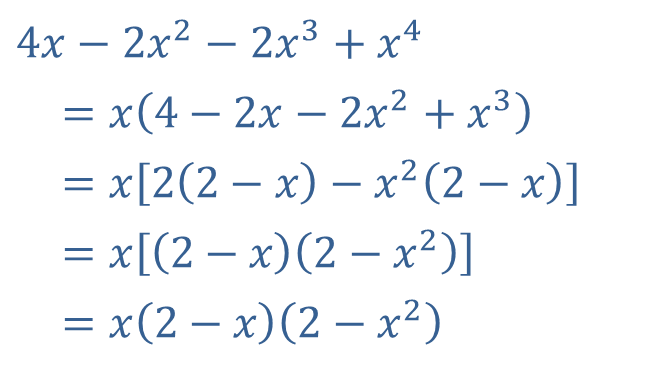 4x − 2x² − 2x³ + x⁴
= x(4 − 2x − 2x² + x³)
= x[2(2 − x) − x²(2 − x)]
= x[(2 − x)(2 − x²)]
= x(2 − x)(2 − x²)